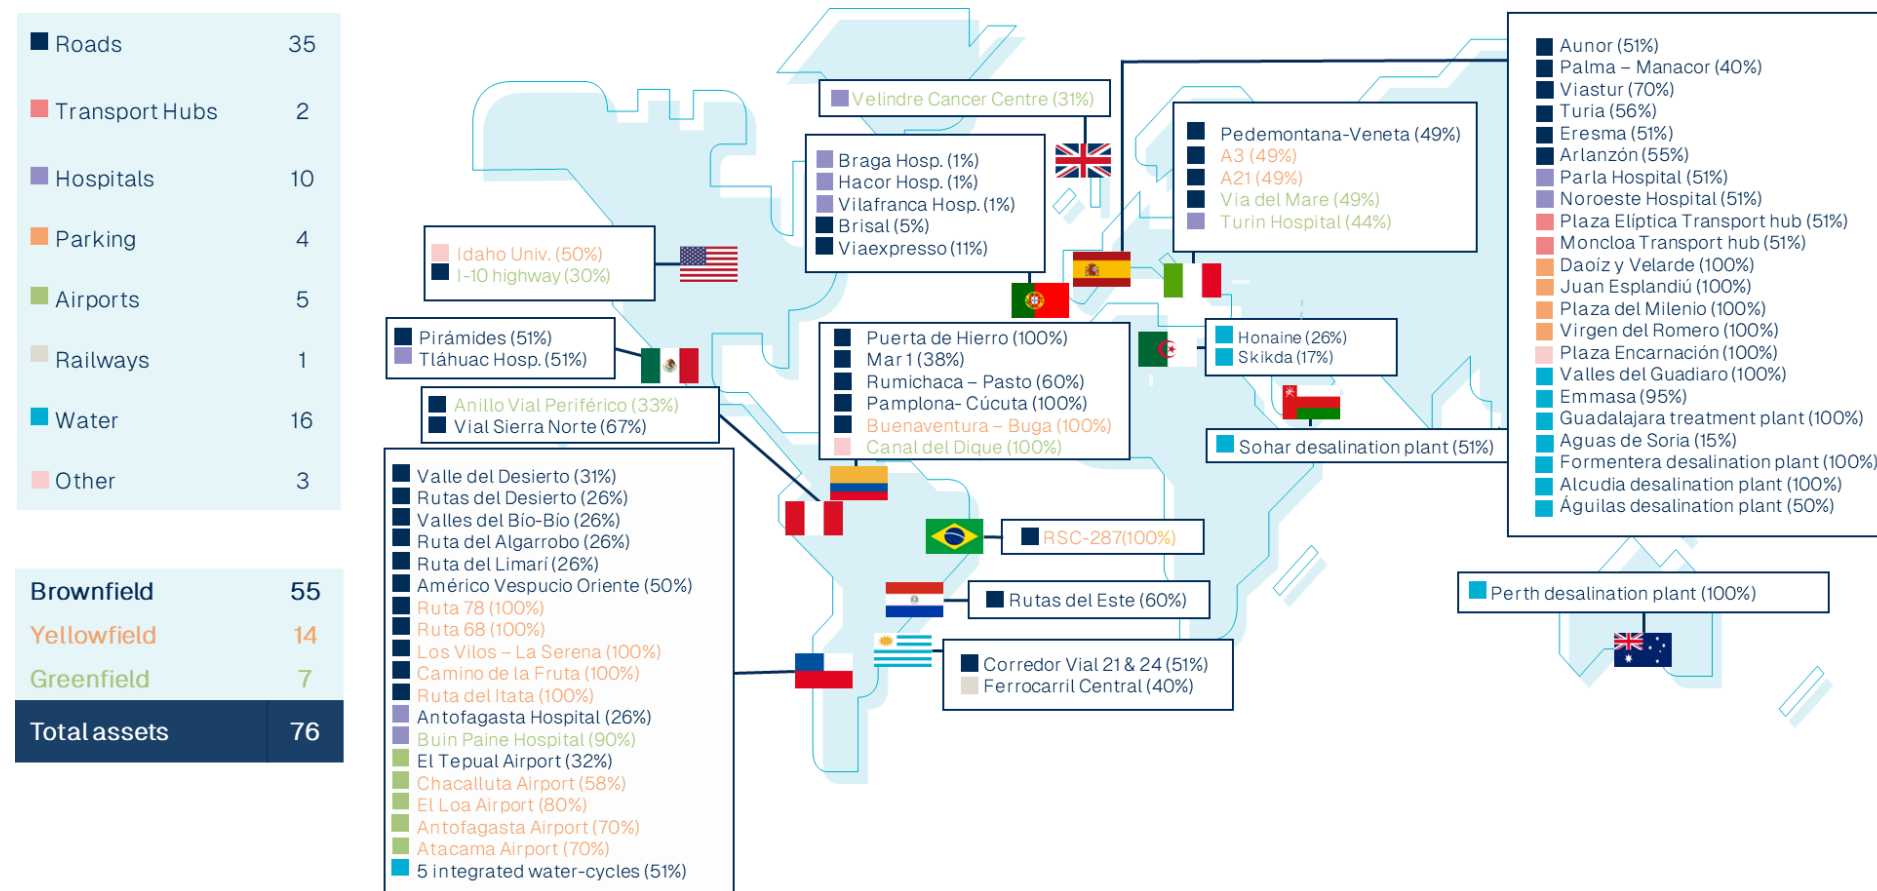 Roads 35
Transport Hubs 2
Hospitals 10
Parking 4
Airports 5
Railways 1
Water 16
Other 3
Brownfield 55
Yellowfield 14
Greenfield 7
Total assets 76
Velindre Cancer Centre (31%)
Braga Hosp. (1%)
Hacor Hosp. (1%)
Vilafranca Hosp. (1%)
Brisal (5%)
Viaexpresso (11%)
Pedemontana-Veneta (49%)
A3 (49%)
A21 (49%)
Via del Mare (49%)
Turin Hospital (44%)
Idaho Univ. (50%)
I-10 highway (30%)
Pirámides (51%)
Tláhuac Hosp. (51%)
Anillo Vial Periférico (33%)
Vial Sierra Norte (67%)
Puerta de Hierro (100%)
Mar 1 (38%)
Rumichaca – Pasto (60%)
Pamplona- Cúcuta (100%)
Buenaventura – Buga (100%)
Canal del Dique (100%)
Honaine (26%)
Skikda (17%)
Sohar desalination plant (51%)
Valle del Desierto (31%)
Rutas del Desierto (26%)
Valles del Bío-Bío (26%)
Ruta del Algarrobo (26%)
Ruta del Limarí (26%)
Américo Vespucio Oriente (50%)
Ruta 78 (100%)
Ruta 68 (100%)
Los Vilos – La Serena (100%)
Camino de la Fruta (100%)
Ruta del Itata (100%)
Antofagasta Hospital (26%)
Buin Paine Hospital (90%)
El Tepual Airport (32%)
Chacalluta Airport (58%)
El Loa Airport (80%)
Antofagasta Airport (70%)
Atacama Airport (70%)
5 integrated water-cycles (51%)
RSC-287(100%)
Rutas del Este (60%)
Corredor Vial 21 & 24 (51%)
Ferrocarril Central (40%)
Aunor (51%)
Palma – Manacor (40%)
Viastur (70%)
Turia (56%)
Eresma (51%)
Arlanzón (55%)
Parla Hospital (51%)
Noroeste Hospital (51%)
Plaza Elíptica Transport hub (51%)
Moncloa Transport hub (51%)
Daoíz y Velarde (100%)
Juan Esplandiú (100%)
Plaza del Milenio (100%)
Virgen del Romero (100%)
Plaza Encarnación (100%)
Valles del Guadiaro (100%)
Emmasa (95%)
Guadalajara treatment plant (100%)
Aguas de Soria (15%)
Formentera desalination plant (100%)
Alcudia desalination plant (100%)
Águilas desalination plant (50%)
Perth desalination plant (100%)